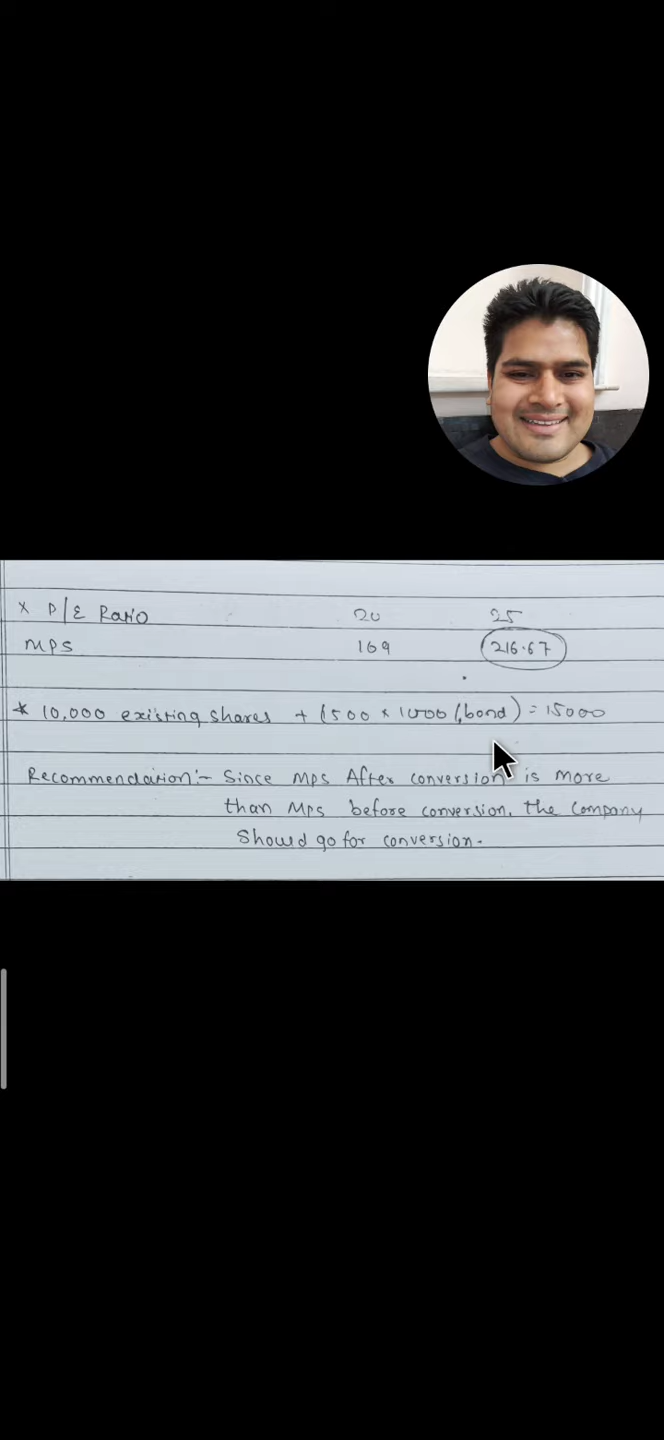 x P/E Ratio 20 25
MPS 169 216.67
* 10,000 existing shares + (500 x 1000 /bond) = 15000
Recommendation:- Since MPS After conversion is more
than MPS before conversion, the company
Should go for conversion.